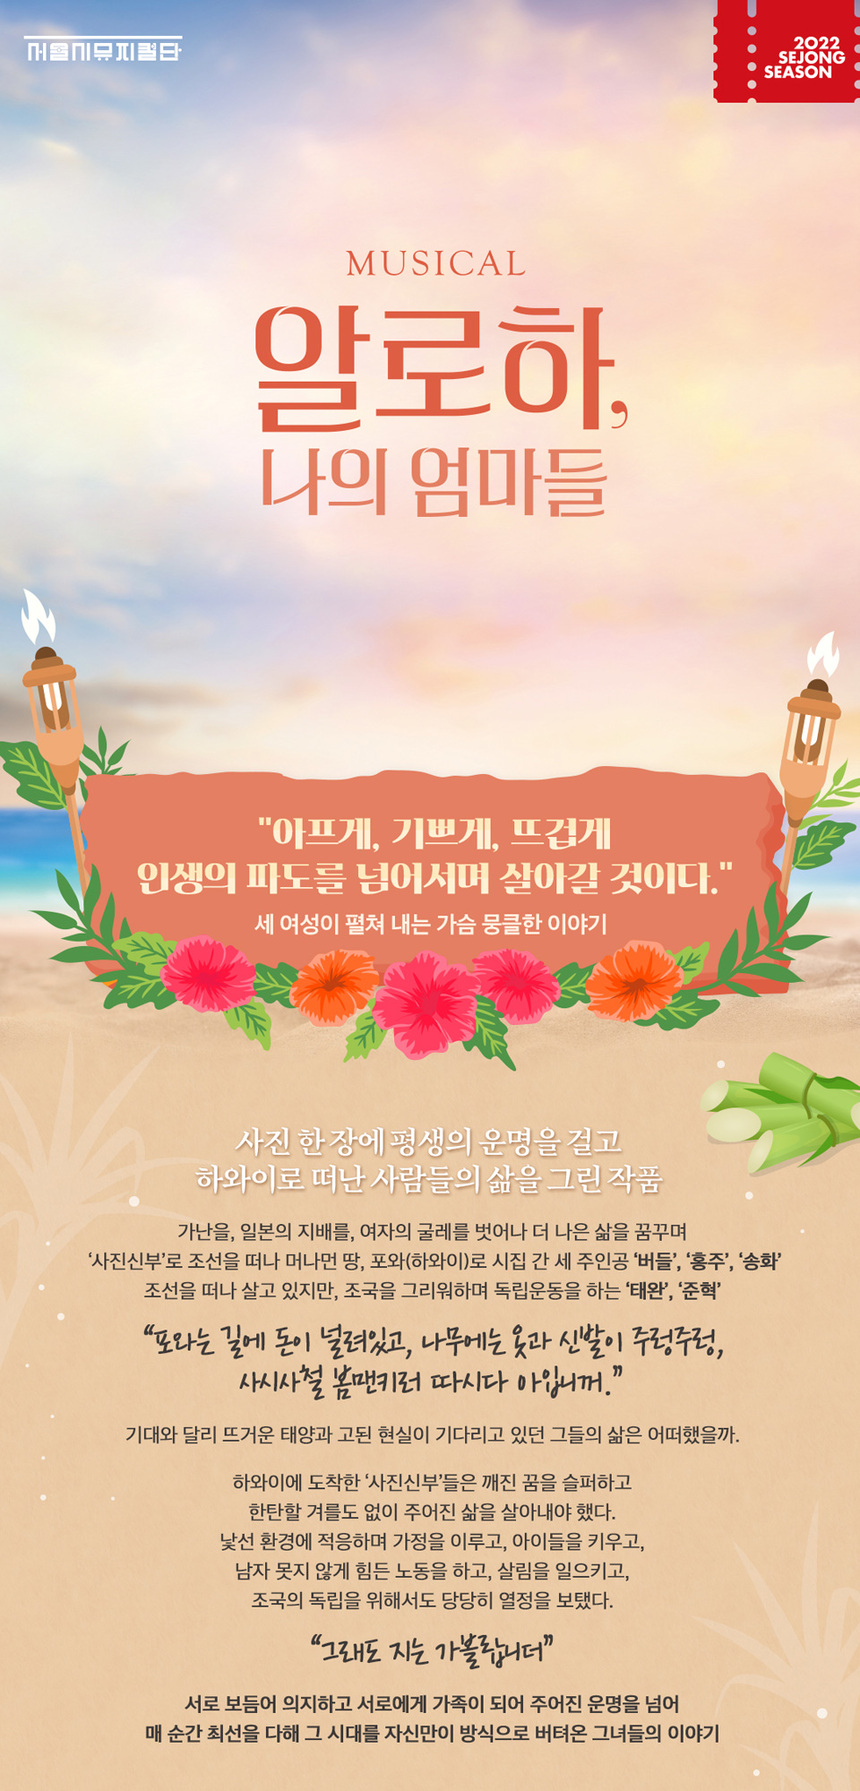 서울시뮤지컬단
2022
SEJONG
SEASON
MUSICAL
알로하,
나의 엄마들
"아프게, 기쁘게, 뜨겁게
인생의 파도를 넘어서며 살아갈 것이다."
세 여성이 펼쳐 내는 가슴 뭉클한 이야기
사진 한 장에 평생의 운명을 걸고
하와이로 떠난 사람들의 삶을 그린 작품
가난을, 일본의 지배를, 여자의 굴레를 벗어나 더 나은 삶을 꿈꾸며
‘사진신부’로 조선을 떠나 머나먼 땅, 포와(하와이)로 시집 간 세 주인공 ‘버들’, ‘홍주’, ‘송화’
조선을 떠나 살고 있지만, 조국을 그리워하며 독립운동을 하는 ‘태완’, ‘준혁’
“포와는 길에 돈이 널려있고, 나무에는 옷과 신발이 주렁주렁,
사시사철 봄맨키러 따시다 아입니꺼.”
기대와 달리 뜨거운 태양과 고된 현실이 기다리고 있던 그들의 삶은 어떠했을까.
하와이에 도착한 ‘사진신부’들은 깨진 꿈을 슬퍼하고
한탄할 겨를도 없이 주어진 삶을 살아내야 했다.
낯선 환경에 적응하며 가정을 이루고, 아이들을 키우고,
남자 못지 않게 힘든 노동을 하고, 살림을 일으키고,
조국의 독립을 위해서도 당당히 열정을 보탰다.
“그래도 지는 가볼랍니더”
서로 보듬어 의지하고 서로에게 가족이 되어 주어진 운명을 넘어
매 순간 최선을 다해 그 시대를 자신만이 방식으로 버텨온 그녀들의 이야기